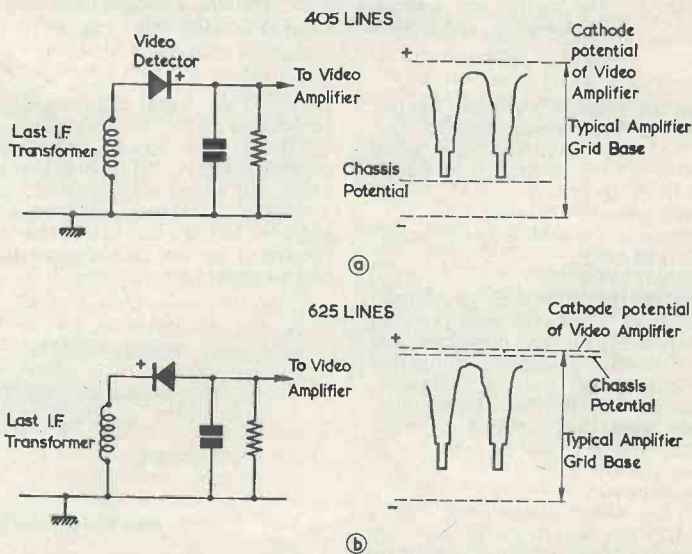 405 LINES
Video
Detector
+
To Video
Amplifier
Last I.F.
Transformer
+
Cathode
potential
of Video
Amplifier
Typical Amplifier
Grid Base
Chassis
Potential
−
a
625 LINES
+
To Video
Amplifier
Last I.F.
Transformer
+
Cathode potential
of Video Amplifier
Chassis
Potential
Typical Amplifier
Grid Base
−
b